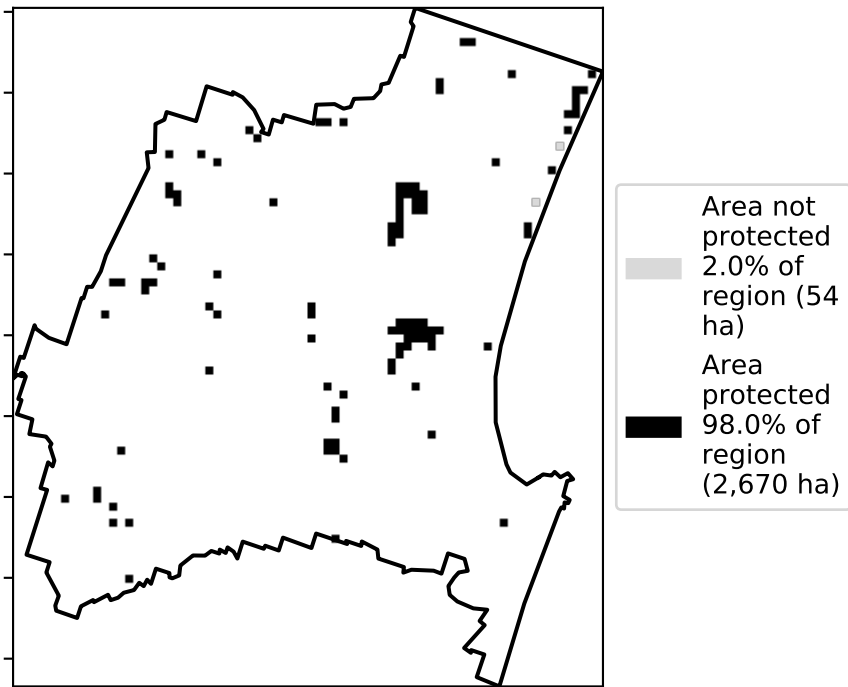 Area not
protected
2.0% of
region (54
ha)
Area
protected
98.0% of
region
(2,670 ha)